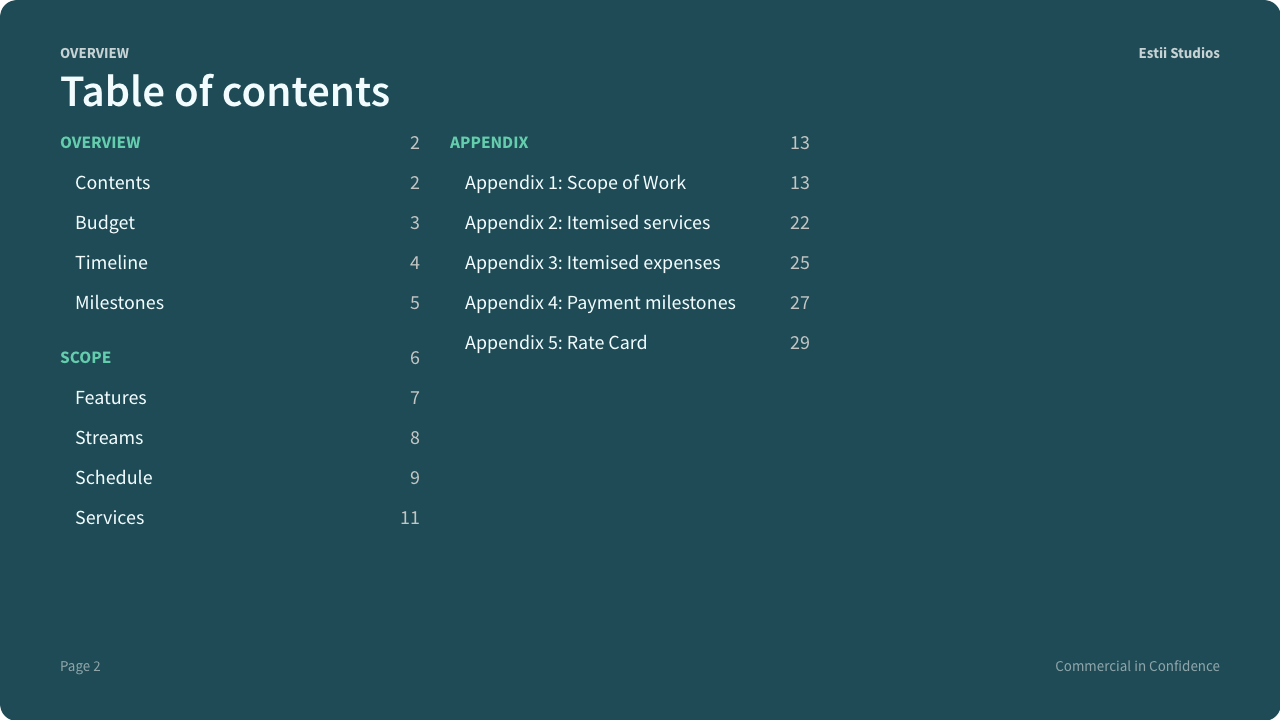 OVERVIEW
Estii Studios
Table of contents
OVERVIEW 2
Contents 2
Budget 3
Timeline 4
Milestones 5
SCOPE 6
Features 7
Streams 8
Schedule 9
Services 11
APPENDIX 13
Appendix 1: Scope of Work 13
Appendix 2: Itemised services 22
Appendix 3: Itemised expenses 25
Appendix 4: Payment milestones 27
Appendix 5: Rate Card 29
Page 2
Commercial in Confidence